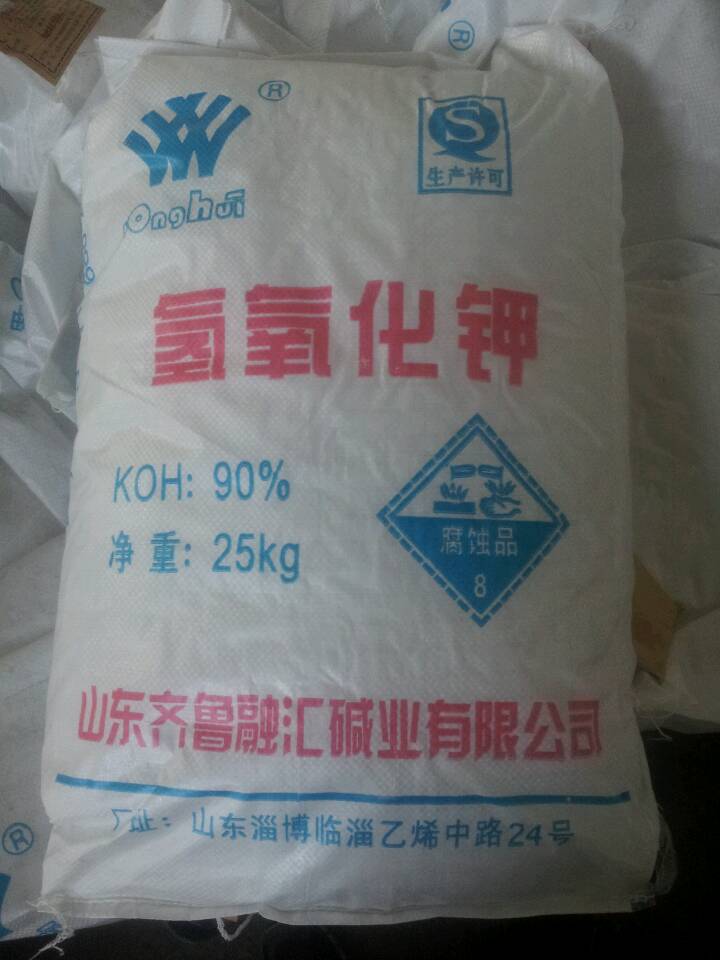 ®
生产许可
氢氧化钾
KOH: 90%
净重: 25kg
腐蚀品
8
山东齐鲁融汇碱业有限公司
厂址: 山东淄博临淄乙烯中路24号